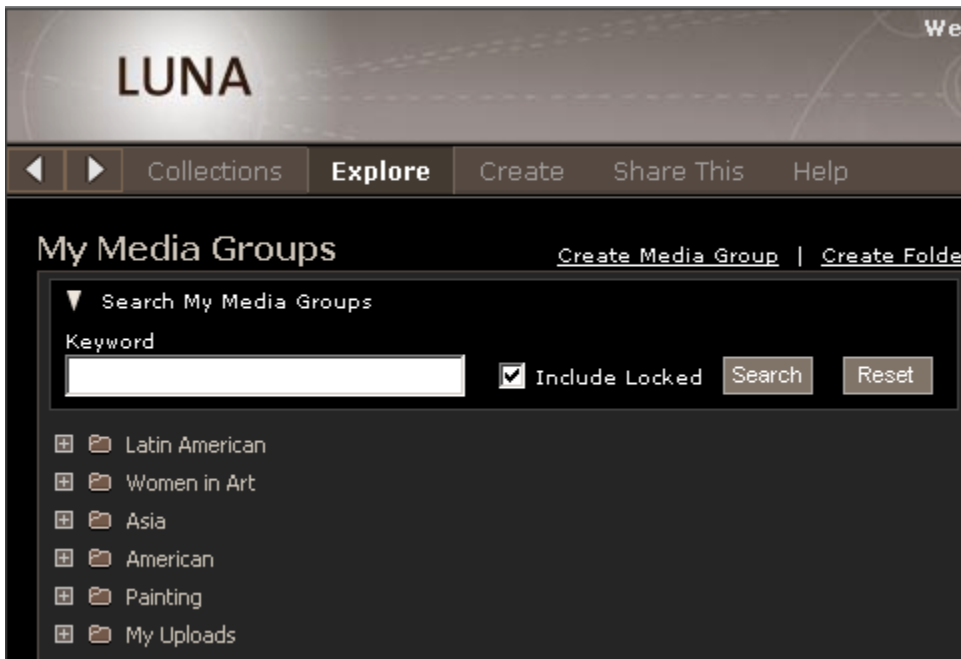 We
LUNA
Collections Explore Create Share This Help
My Media Groups
Create Media Group | Create Folde
Search My Media Groups
Keyword
Include Locked Search Reset
Latin American
Women in Art
Asia
American
Painting
My Uploads